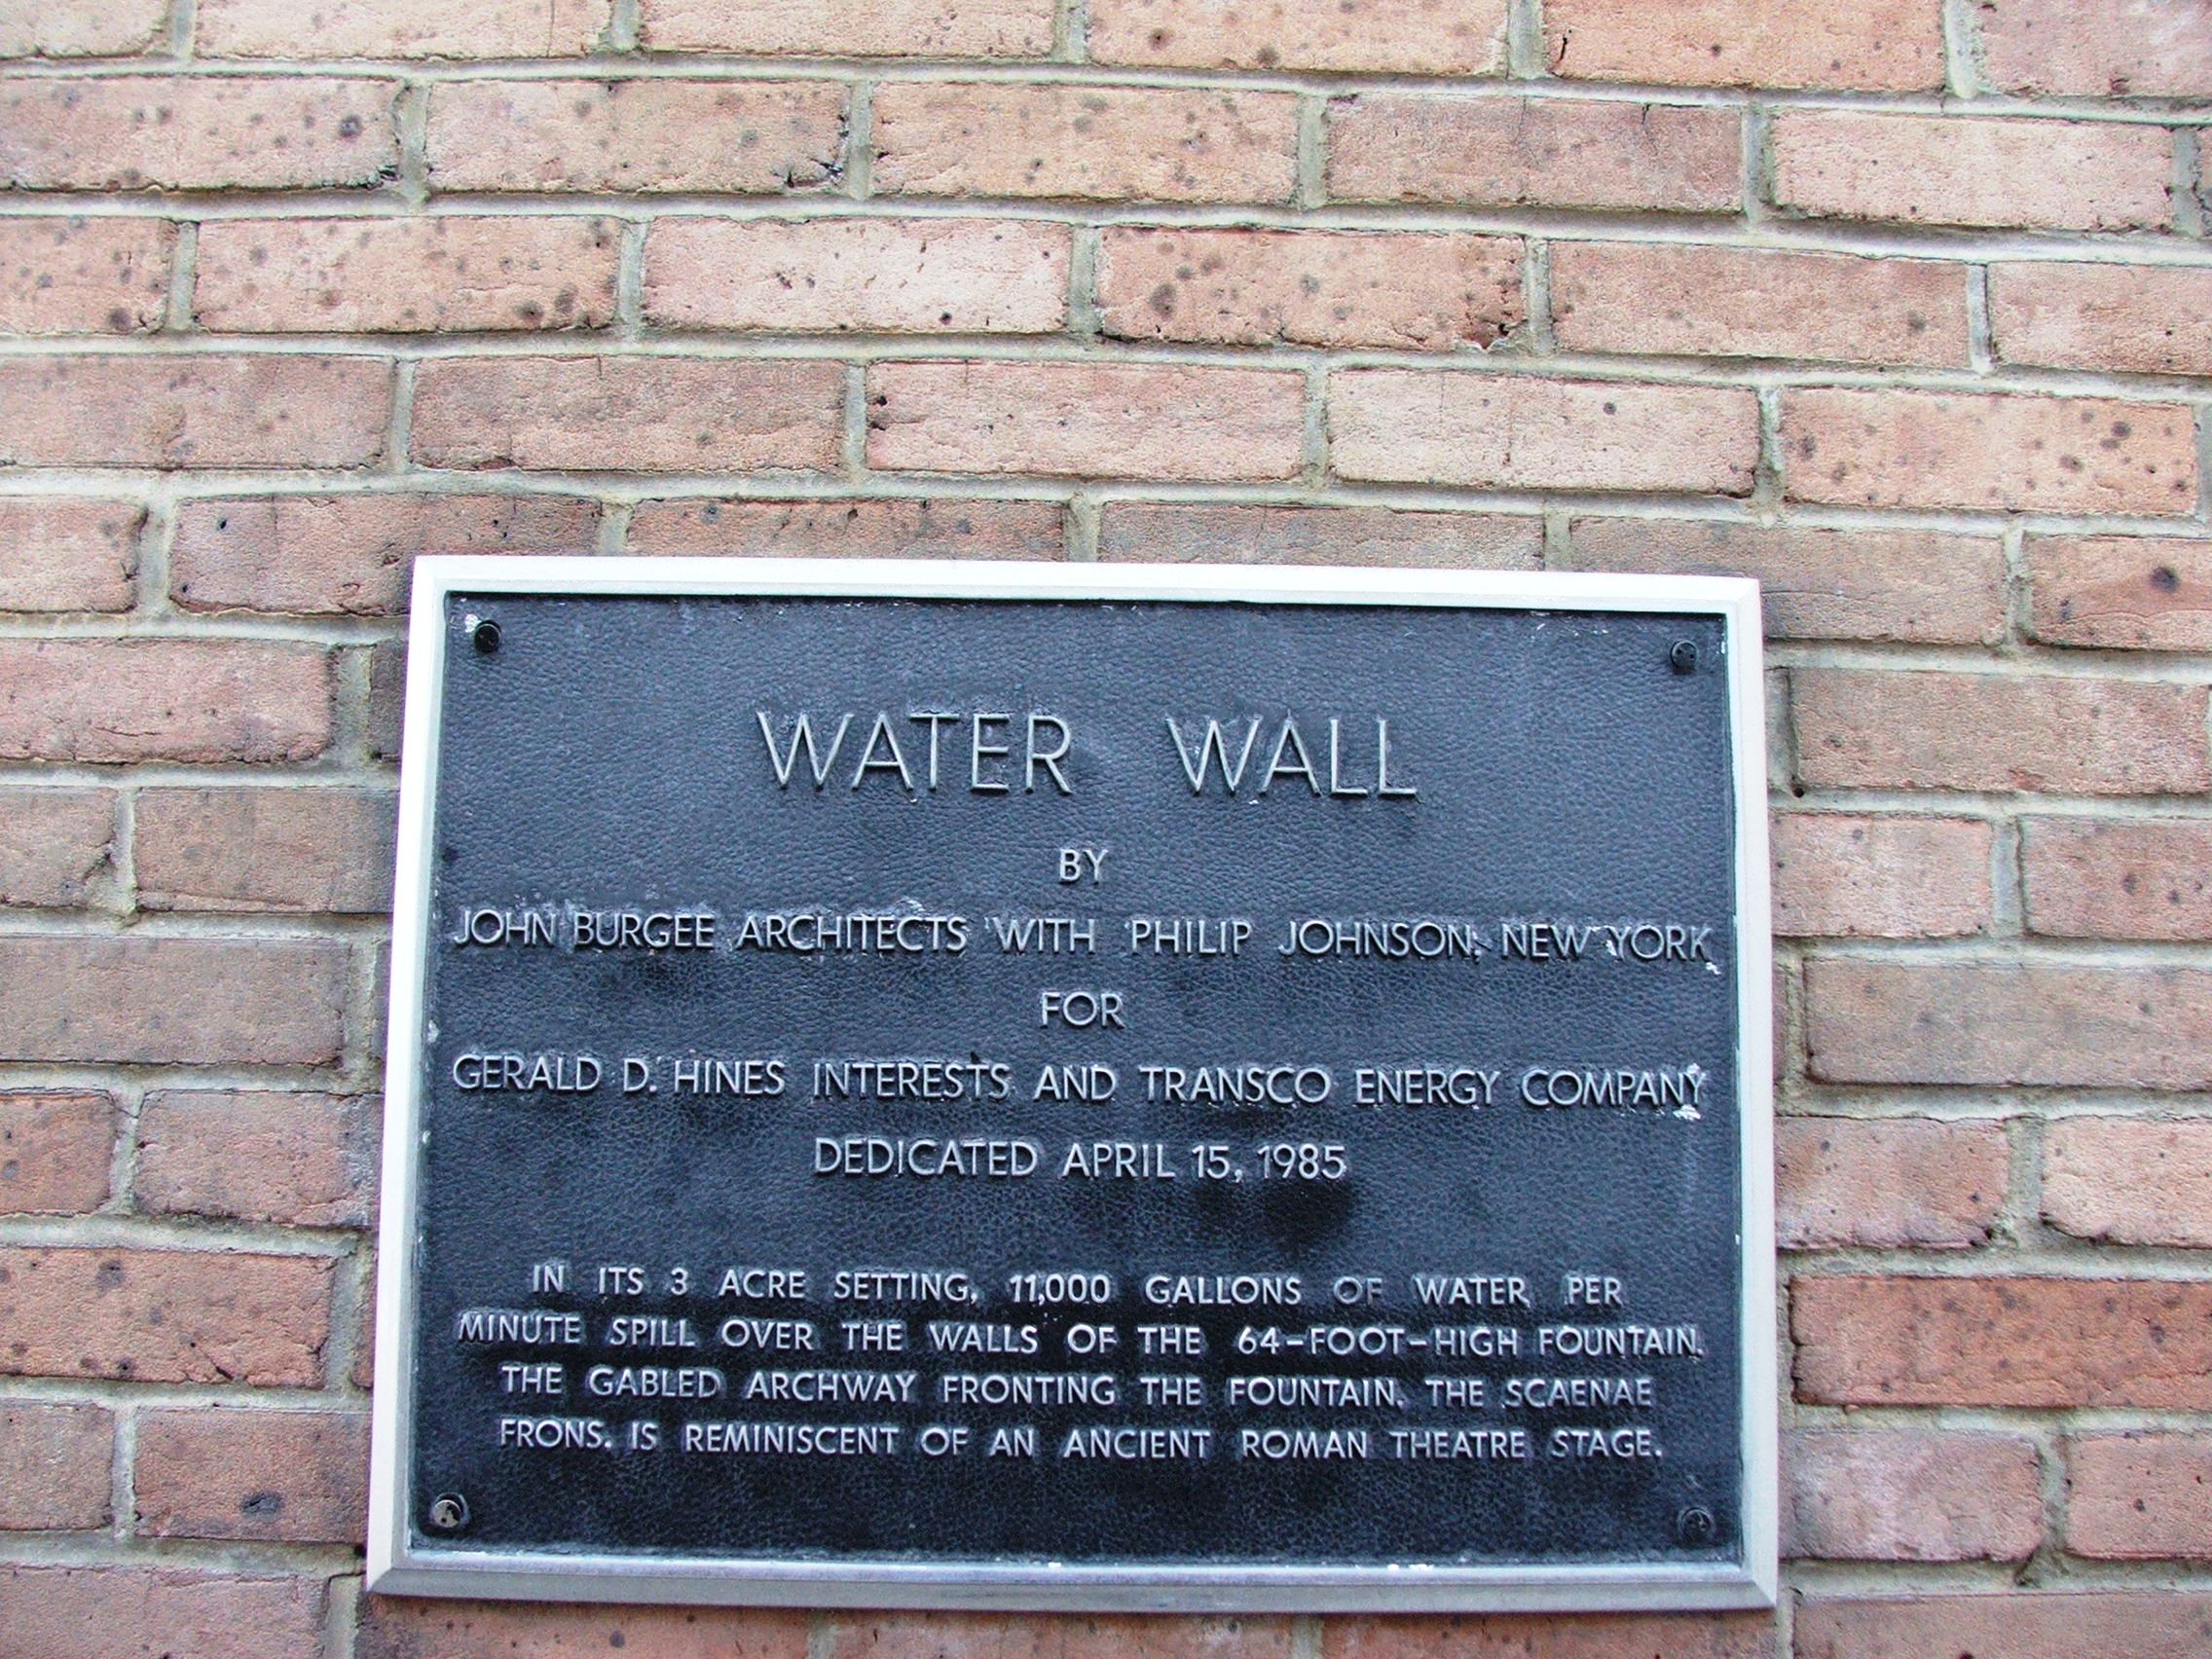 WATER WALL
BY
JOHN BURGEE ARCHITECTS WITH PHILIP JOHNSON, NEW YORK
FOR
GERALD D. HINES INTERESTS AND TRANSCO ENERGY COMPANY
DEDICATED APRIL 15, 1985
IN ITS 3 ACRE SETTING, 11,000 GALLONS OF WATER PER
MINUTE SPILL OVER THE WALLS OF THE 64-FOOT-HIGH FOUNTAIN.
THE GABLED ARCHWAY FRONTING THE FOUNTAIN. THE SCAENAE
FRONS. IS REMINISCENT OF AN ANCIENT ROMAN THEATRE STAGE.